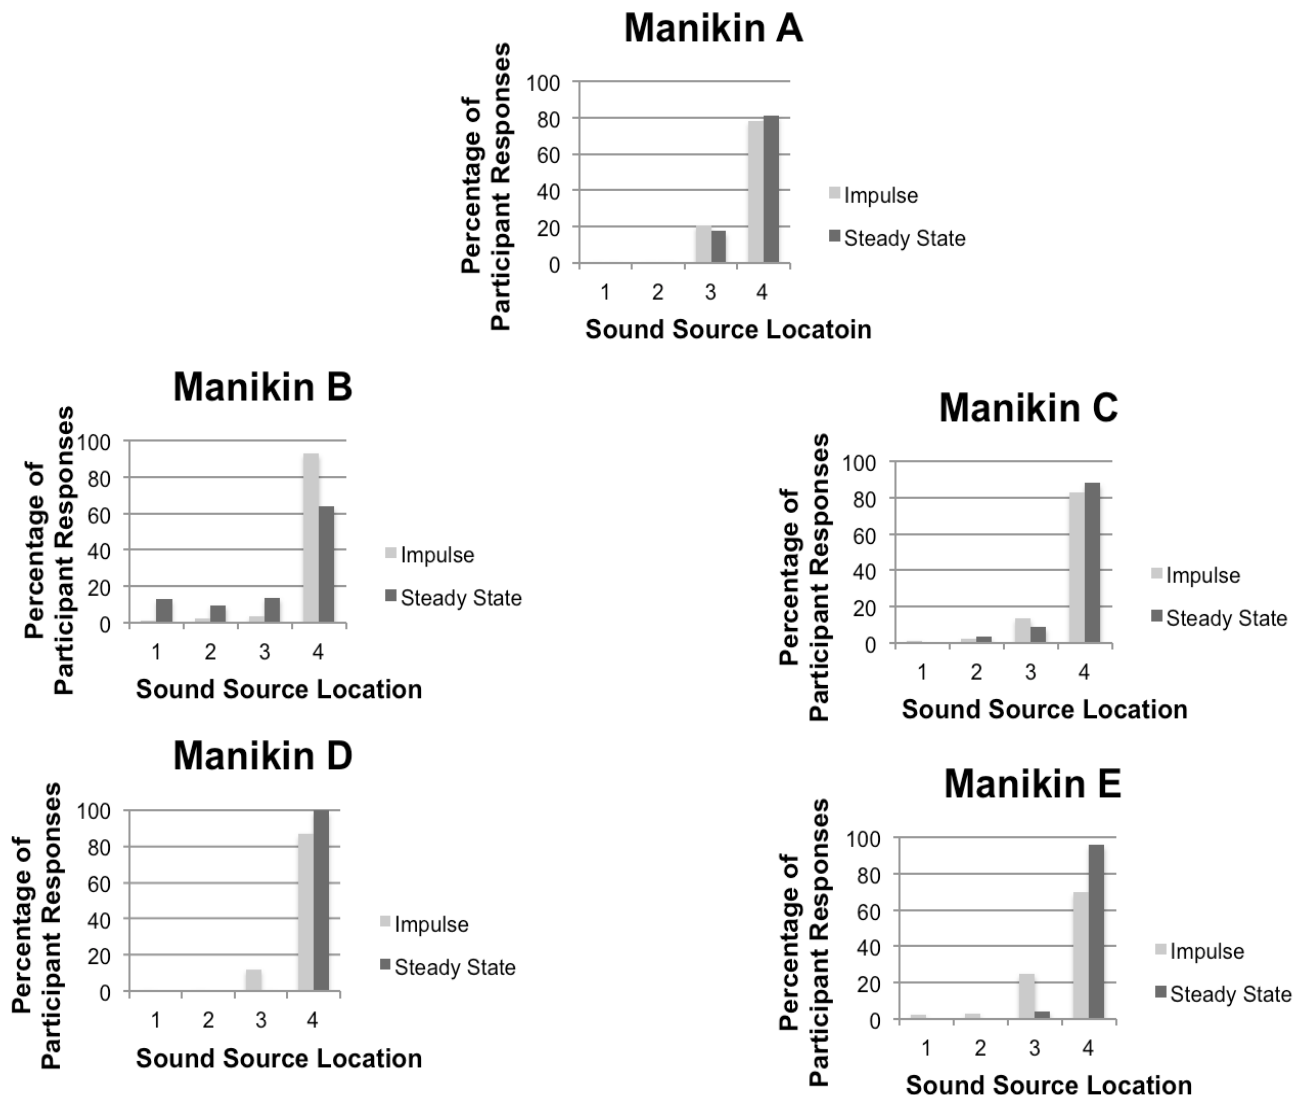 Manikin A
Percentage of
Participant Responses
100
80
60
40
20
0
1 2 3 4
Sound Source Locatoin
Impulse
Steady State
Manikin B
Percentage of
Participant Responses
100
80
60
40
20
0
1 2 3 4
Sound Source Location
Impulse
Steady State
Manikin C
Percentage of
Participant Responses
100
80
60
40
20
0
1 2 3 4
Sound Source Location
Impulse
Steady State
Manikin D
Percentage of
Participant Responses
100
80
60
40
20
0
1 2 3 4
Sound Source Location
Impulse
Steady State
Manikin E
Percentage of
Participant Responses
100
80
60
40
20
0
1 2 3 4
Sound Source Location
Impulse
Steady State